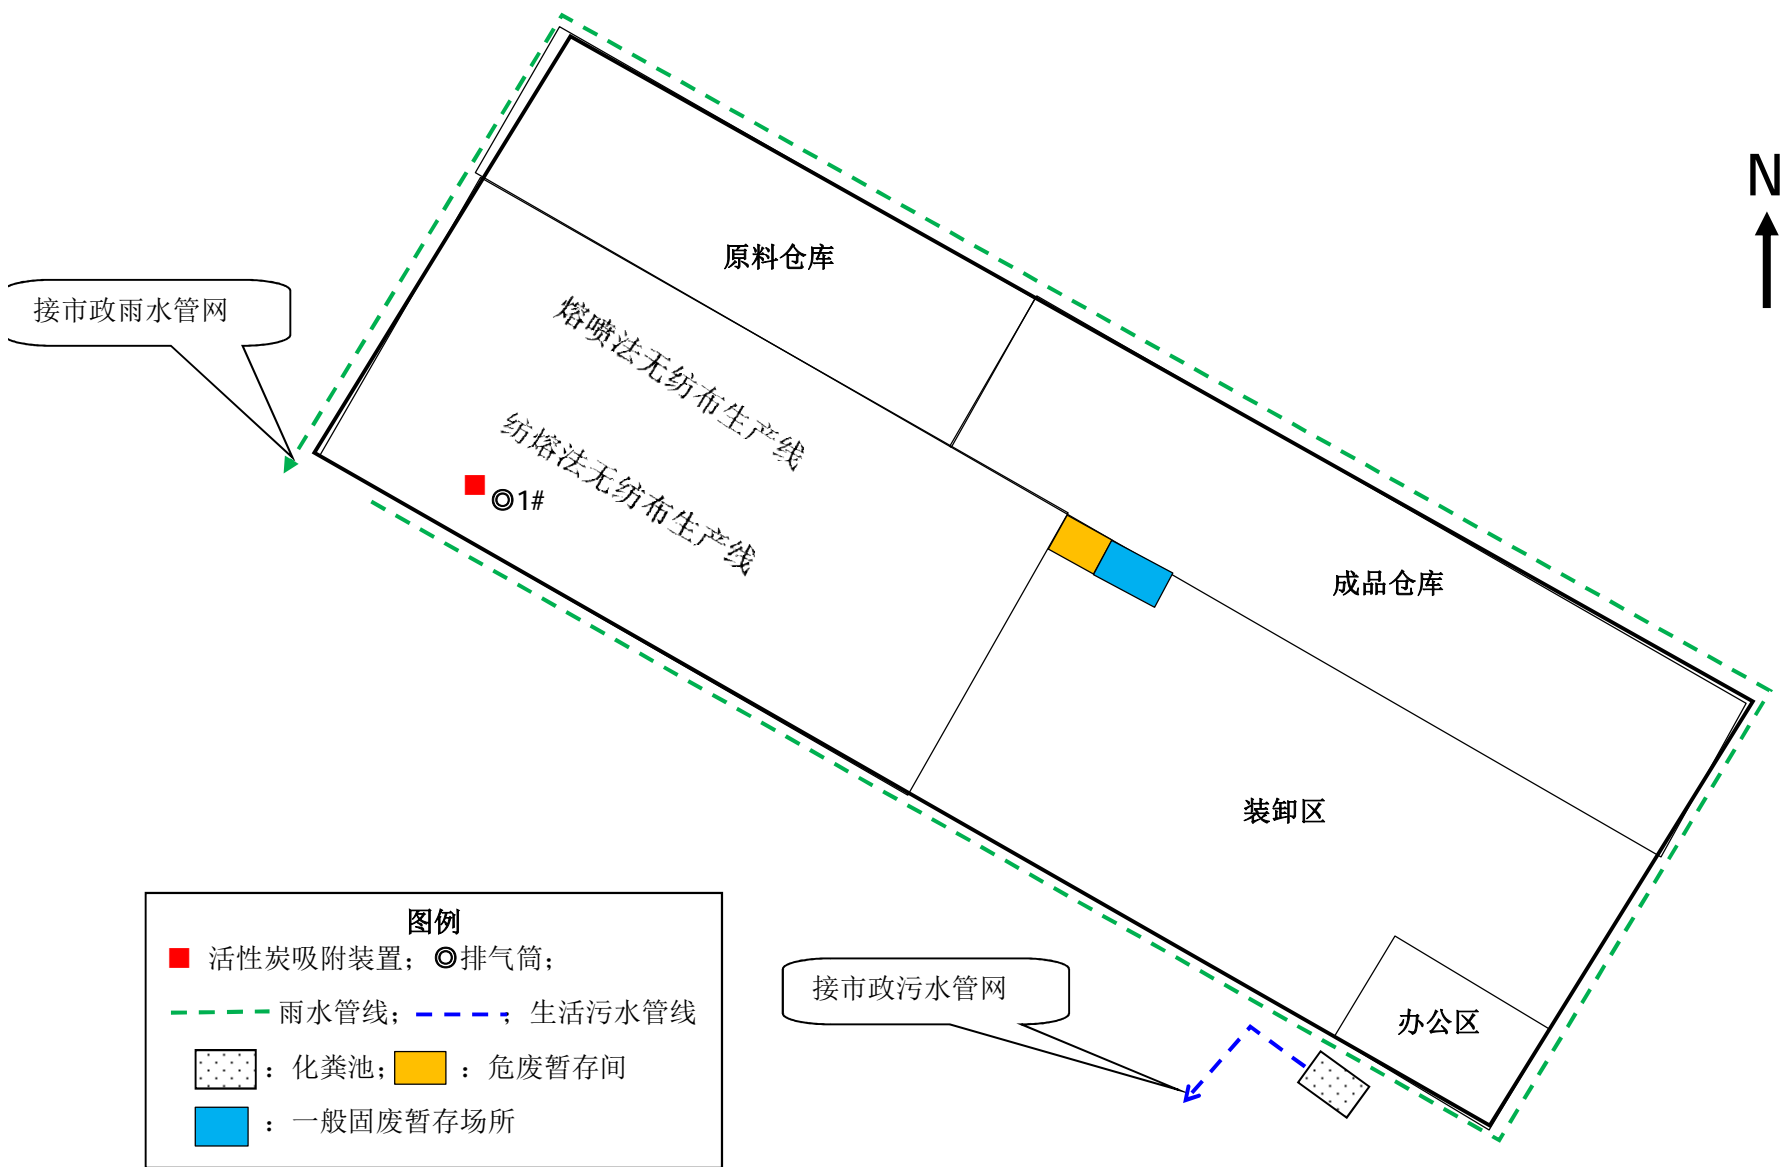 N
原料仓库
接市政雨水管网
熔喷法无纺布生产线
纺熔法无纺布生产线
1#
成品仓库
装卸区
办公区
接市政污水管网
图例
活性炭吸附装置；排气筒；
雨水管线；；生活污水管线
：化粪池；：危废暂存间
：一般固废暂存场所